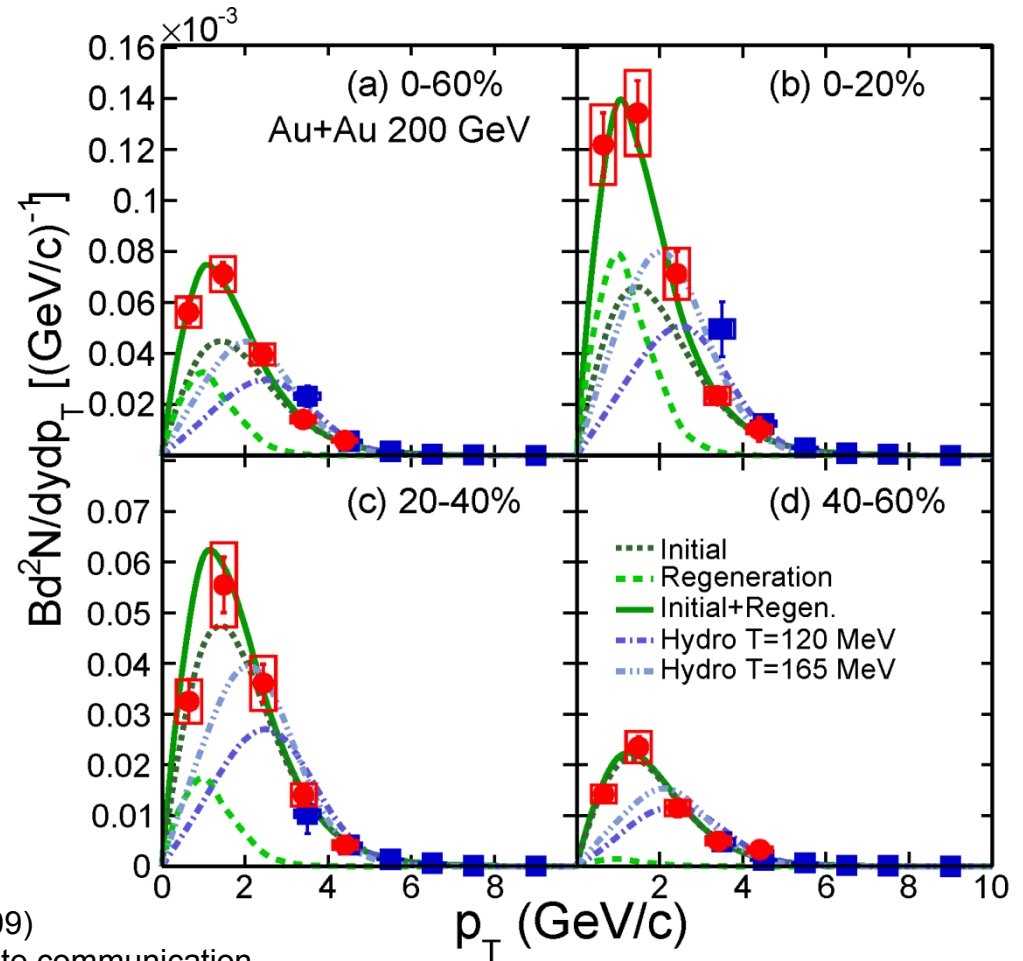 ×10⁻³
0.16
0.14
0.12
0.1
0.08
0.06
0.04
0.02
(a) 0-60%
Au+Au 200 GeV
(b) 0-20%
Bd²N/dydp_T [(GeV/c)⁻¹]
0.07
0.06
0.05
0.04
0.03
0.02
0.01
0
(c) 20-40%
(d) 40-60%
Initial
Regeneration
Initial+Regen.
Hydro T=120 MeV
Hydro T=165 MeV
0 2 4 6 8 2 4 6 8 10
p_T (GeV/c)
09)
communication